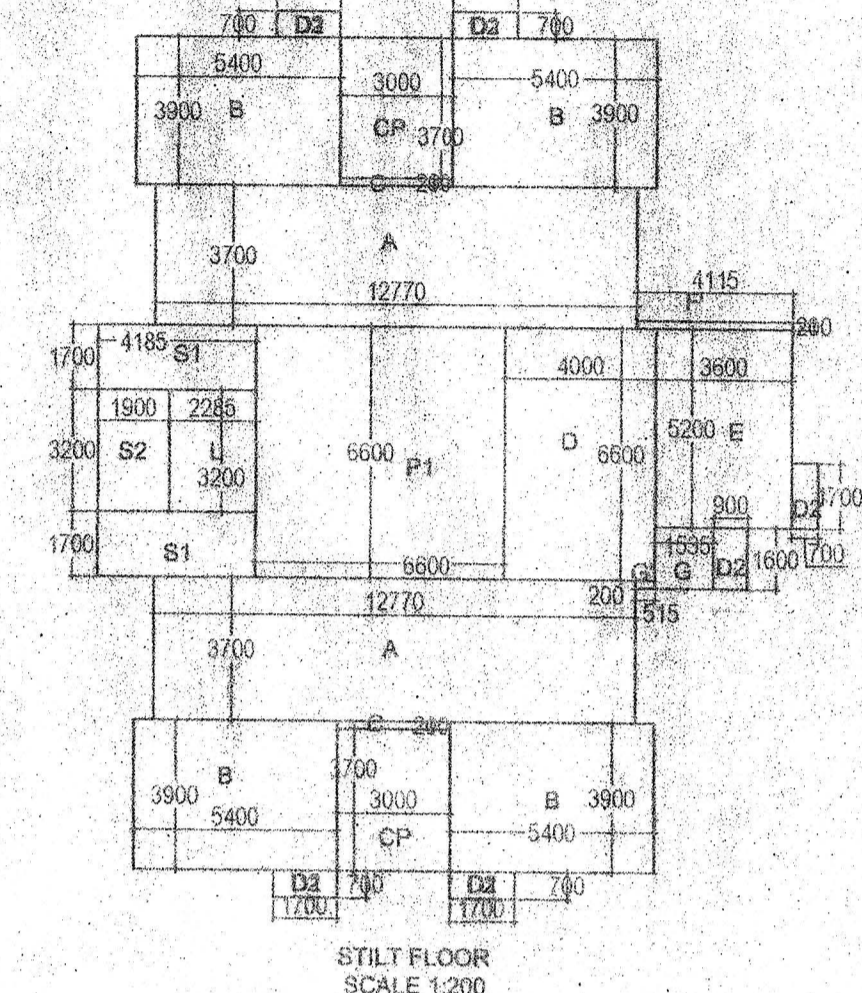 700 D2 D2 700
5400 3000 5400
3900 B CP 3700 B 3900
C 200
A
3700
12770 4115
F
200
1700 4185 S1 4000 3600
1900 2285
3200 S2 L 3200 6600 P1 D 6600 5200 E
900 D2 1700
1700 S1 6600 1535 700
G G D2 1600
12770 200 515
3700 A
C 200
B 3700 B
3900 5400 3000 5400 3900
CP
D2 700 D2 700
1700 1700
STILT FLOOR
SCALE 1:200